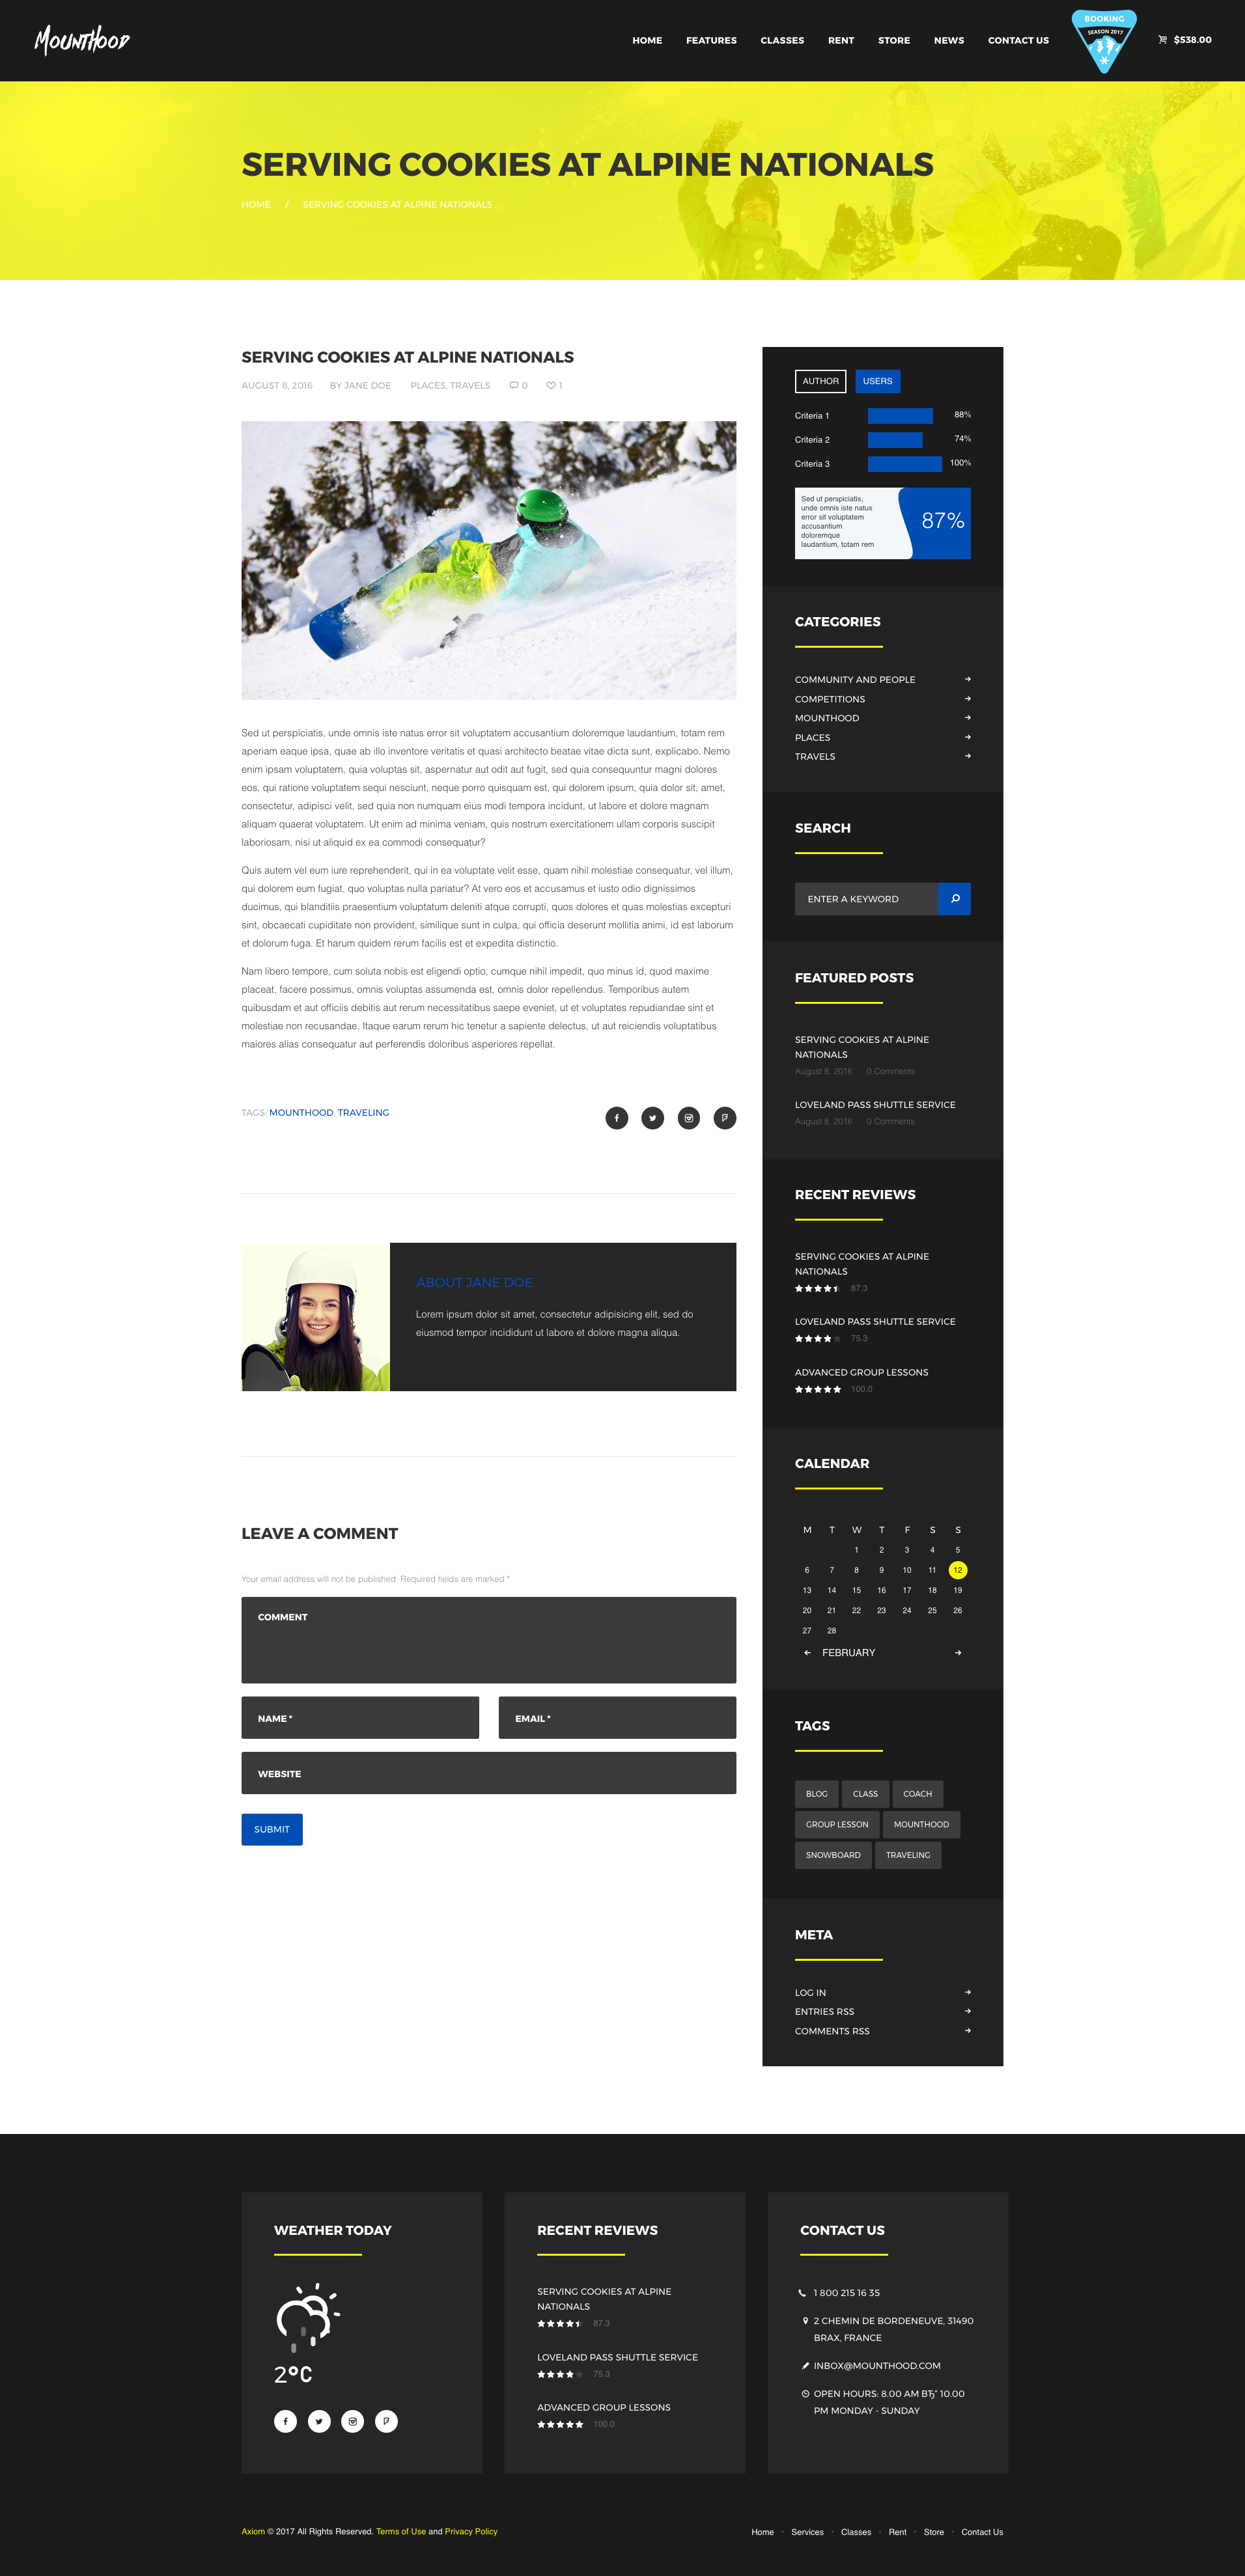 MountHood
HOME FEATURES CLASSES RENT STORE NEWS CONTACT US
BOOKING
SEASON 2017
$538.00
SERVING COOKIES AT ALPINE NATIONALS
HOME / SERVING COOKIES AT ALPINE NATIONALS
SERVING COOKIES AT ALPINE NATIONALS
AUGUST 8, 2016 BY JANE DOE PLACES, TRAVELS 0 1
Sed ut perspiciatis, unde omnis iste natus error sit voluptatem accusantium doloremque laudantium, totam rem
aperiam eaque ipsa, quae ab illo inventore veritatis et quasi architecto beatae vitae dicta sunt, explicabo. Nemo
enim ipsam voluptatem, quia voluptas sit, aspernatur aut odit aut fugit, sed quia consequuntur magni dolores
eos, qui ratione voluptatem sequi nesciunt, neque porro quisquam est, qui dolorem ipsum, quia dolor sit, amet,
consectetur, adipisci velit, sed quia non numquam eius modi tempora incidunt, ut labore et dolore magnam
aliquam quaerat voluptatem. Ut enim ad minima veniam, quis nostrum exercitationem ullam corporis suscipit
laboriosam, nisi ut aliquid ex ea commodi consequatur?
Quis autem vel eum iure reprehenderit, qui in ea voluptate velit esse, quam nihil molestiae consequatur, vel illum,
qui dolorem eum fugiat, quo voluptas nulla pariatur? At vero eos et accusamus et iusto odio dignissimos
ducimus, qui blanditiis praesentium voluptatum deleniti atque corrupti, quos dolores et quas molestias excepturi
sint, obcaecati cupiditate non provident, similique sunt in culpa, qui officia deserunt mollitia animi, id est laborum
et dolorum fuga. Et harum quidem rerum facilis est et expedita distinctio.
Nam libero tempore, cum soluta nobis est eligendi optio, cumque nihil impedit, quo minus id, quod maxime
placeat, facere possimus, omnis voluptas assumenda est, omnis dolor repellendus. Temporibus autem
quibusdam et aut officiis debitis aut rerum necessitatibus saepe eveniet, ut et voluptates repudiandae sint et
molestiae non recusandae. Itaque earum rerum hic tenetur a sapiente delectus, ut aut reiciendis voluptatibus
maiores alias consequatur aut perferendis doloribus asperiores repellat.
TAGS: MOUNTHOOD, TRAVELING
ABOUT JANE DOE
Lorem ipsum dolor sit amet, consectetur adipisicing elit, sed do
eiusmod tempor incididunt ut labore et dolore magna aliqua.
LEAVE A COMMENT
Your email address will not be published. Required fields are marked *
COMMENT
NAME * EMAIL *
WEBSITE
SUBMIT
AUTHOR USERS
Criteria 1 88%
Criteria 2 74%
Criteria 3 100%
Sed ut perspiciatis,
unde omnis iste natus
error sit voluptatem
accusantium
doloremque
laudantium, totam rem
87%
CATEGORIES
COMMUNITY AND PEOPLE
COMPETITIONS
MOUNTHOOD
PLACES
TRAVELS
SEARCH
ENTER A KEYWORD
FEATURED POSTS
SERVING COOKIES AT ALPINE
NATIONALS
August 8, 2016 0 Comments
LOVELAND PASS SHUTTLE SERVICE
August 8, 2016 0 Comments
RECENT REVIEWS
SERVING COOKIES AT ALPINE
NATIONALS
87.3
LOVELAND PASS SHUTTLE SERVICE
75.3
ADVANCED GROUP LESSONS
100.0
CALENDAR
M T W T F S S
1 2 3 4 5
6 7 8 9 10 11 12
13 14 15 16 17 18 19
20 21 22 23 24 25 26
27 28
FEBRUARY
TAGS
BLOG CLASS COACH
GROUP LESSON MOUNTHOOD
SNOWBOARD TRAVELING
META
LOG IN
ENTRIES RSS
COMMENTS RSS
WEATHER TODAY
2°C
RECENT REVIEWS
SERVING COOKIES AT ALPINE
NATIONALS
87.3
LOVELAND PASS SHUTTLE SERVICE
75.3
ADVANCED GROUP LESSONS
100.0
CONTACT US
1 800 215 16 35
2 CHEMIN DE BORDENEUVE, 31490
BRAX, FRANCE
INBOX@MOUNTHOOD.COM
OPEN HOURS: 8.00 AM ВЂ“ 10.00
PM MONDAY - SUNDAY
Axiom © 2017 All Rights Reserved. Terms of Use and Privacy Policy
Home Services Classes Rent Store Contact Us